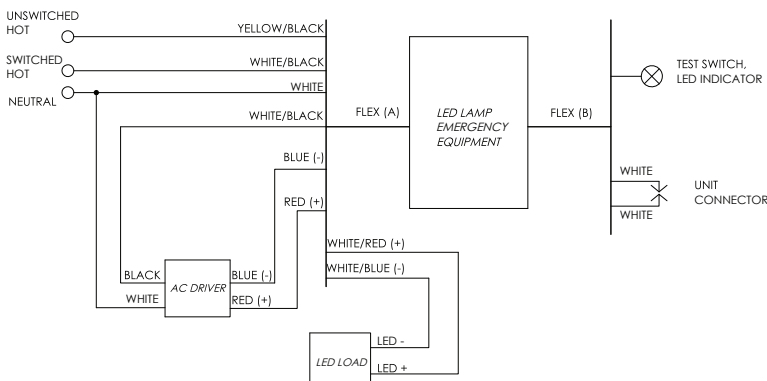 UNSWITCHED
HOT
YELLOW/BLACK
SWITCHED
HOT
WHITE/BLACK
NEUTRAL
WHITE
WHITE/BLACK
FLEX (A)
LED LAMP
EMERGENCY
EQUIPMENT
FLEX (B)
TEST SWITCH,
LED INDICATOR
BLUE (-)
RED (+)
WHITE
UNIT
CONNECTOR
WHITE
WHITE/RED (+)
WHITE/BLUE (-)
BLACK
AC DRIVER
BLUE (-)
WHITE
RED (+)
LED LOAD
LED -
LED +